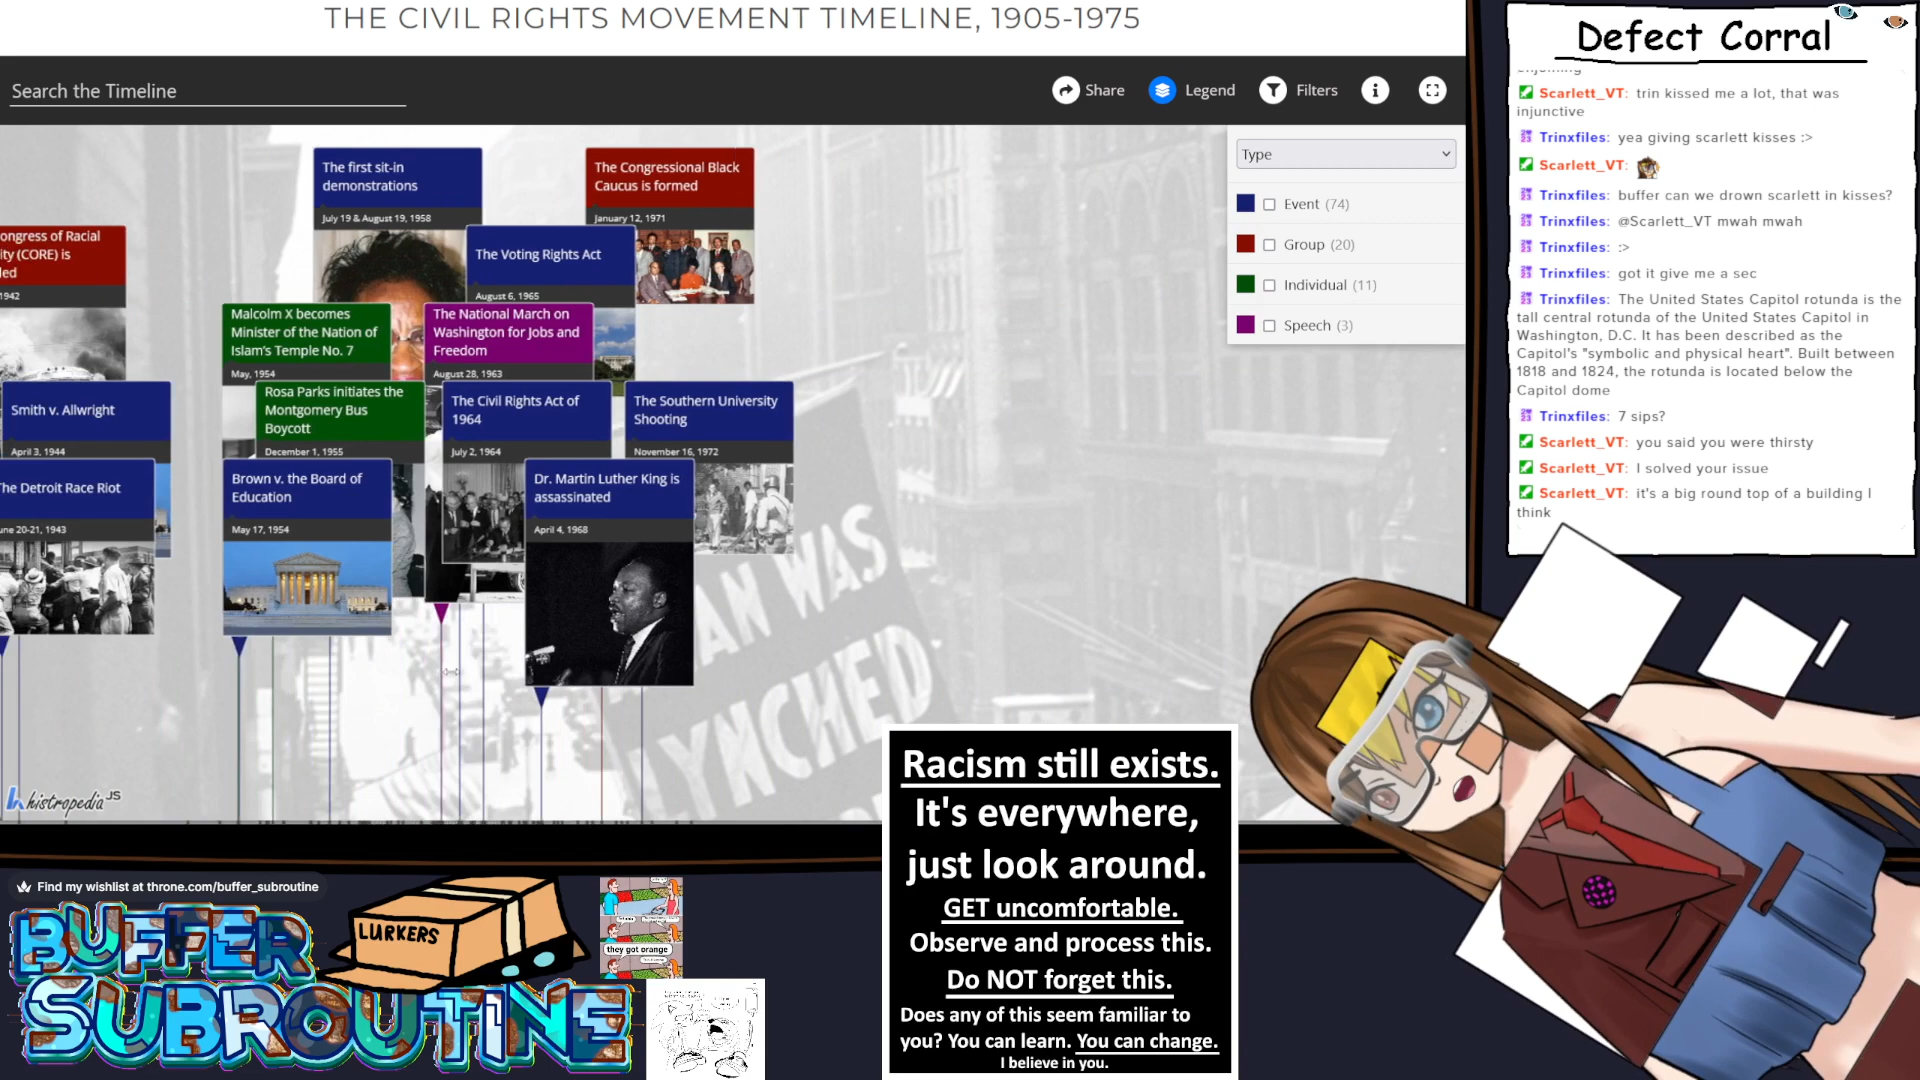 THE CIVIL RIGHTS MOVEMENT TIMELINE, 1905-1975
Search the Timeline
Share
Legend
Filters
Type
Event (74)
Group (20)
Individual (11)
Speech (3)
The first sit-in
demonstrations
July 19 & August 19, 1958
The Congressional Black
Caucus is formed
January 12, 1971
ongress of Racial
ity (CORE) is
ed
1942
The Voting Rights Act
August 6, 1965
Malcolm X becomes
Minister of the Nation of
Islam's Temple No. 7
May, 1954
The National March on
Washington for Jobs and
Freedom
August 28, 1963
Smith v. Allwright
April 3, 1944
Rosa Parks initiates the
Montgomery Bus
Boycott
December 1, 1955
The Civil Rights Act of
1964
July 2, 1964
The Southern University
Shooting
November 16, 1972
The Detroit Race Riot
une 20-21, 1943
Brown v. the Board of
Education
May 17, 1954
Dr. Martin Luther King is
assassinated
April 4, 1968
AN WAS
LYNCHED
histropedia JS
Defect Corral
Scarlett_VT: trin kissed me a lot, that was
injunctive
Trinxfiles: yea giving scarlett kisses :>
Scarlett_VT:
Trinxfiles: buffer can we drown scarlett in kisses?
Trinxfiles: @Scarlett_VT mwah mwah
Trinxfiles: :>
Trinxfiles: got it give me a sec
Trinxfiles: The United States Capitol rotunda is the
tall central rotunda of the United States Capitol in
Washington, D.C. It has been described as the
Capitol's "symbolic and physical heart". Built between
1818 and 1824, the rotunda is located below the
Capitol dome
Trinxfiles: 7 sips?
Scarlett_VT: you said you were thirsty
Scarlett_VT: I solved your issue
Scarlett_VT: it's a big round top of a building I
think
Racism still exists.
It's everywhere,
just look around.
GET uncomfortable.
Observe and process this.
Do NOT forget this.
Does any of this seem familiar to
you? You can learn. You can change.
I believe in you.
Find my wishlist at throne.com/buffer_subroutine
BUFFER
SUBROUTINE
LURKERS
they got orange